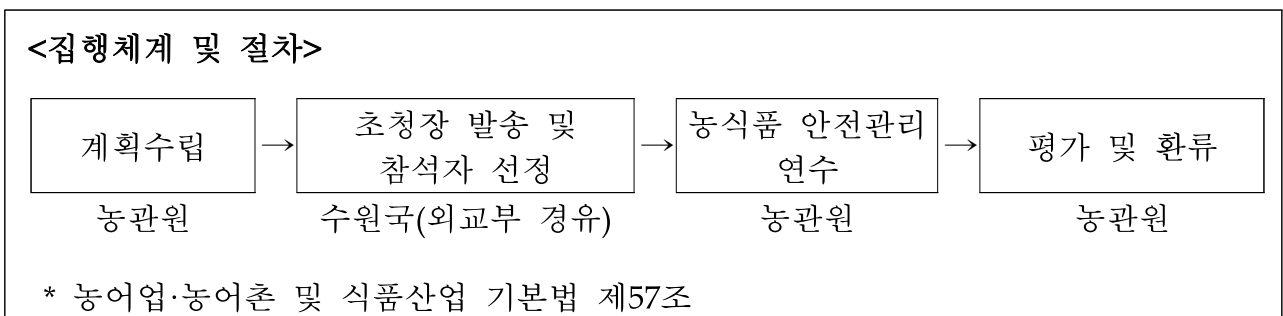 <집행체계 및 절차>
계획수립 → 초청장 발송 및 참석자 선정 → 농식품 안전관리 연수 → 평가 및 환류
농관원 수원국(외교부 경유) 농관원 농관원
* 농어업·농어촌 및 식품산업 기본법 제57조